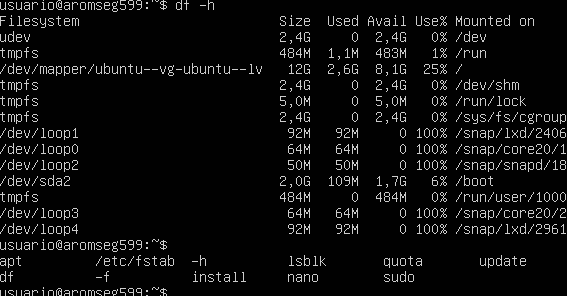 usuario@aromseg599:~$ df -h
Filesystem Size Used Avail Use% Mounted on
udev 2,4G 0 2,4G 0% /dev
tmpfs 484M 1,1M 483M 1% /run
/dev/mapper/ubuntu--vg-ubuntu--lv 12G 2,6G 8,1G 25% /
tmpfs 2,4G 0 2,4G 0% /dev/shm
tmpfs 5,0M 0 5,0M 0% /run/lock
tmpfs 2,4G 0 2,4G 0% /sys/fs/cgroup
/dev/loop1 92M 92M 0 100% /snap/lxd/2406
/dev/loop0 64M 64M 0 100% /snap/core20/1
/dev/loop2 50M 50M 0 100% /snap/snapd/18
/dev/sda2 2,0G 109M 1,7G 6% /boot
tmpfs 484M 0 484M 0% /run/user/1000
/dev/loop3 64M 64M 0 100% /snap/core20/2
/dev/loop4 92M 92M 0 100% /snap/lxd/2961
usuario@aromseg599:~$
apt /etc/fstab -h lsblk quota update
df -f install nano sudo
usuario@aromseg599:~$